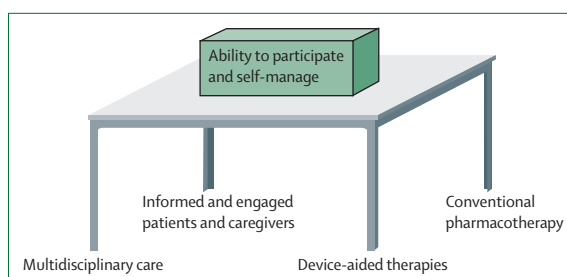 Ability to participate
and self-manage
Informed and engaged
patients and caregivers
Conventional
pharmacotherapy
Multidisciplinary care
Device-aided therapies